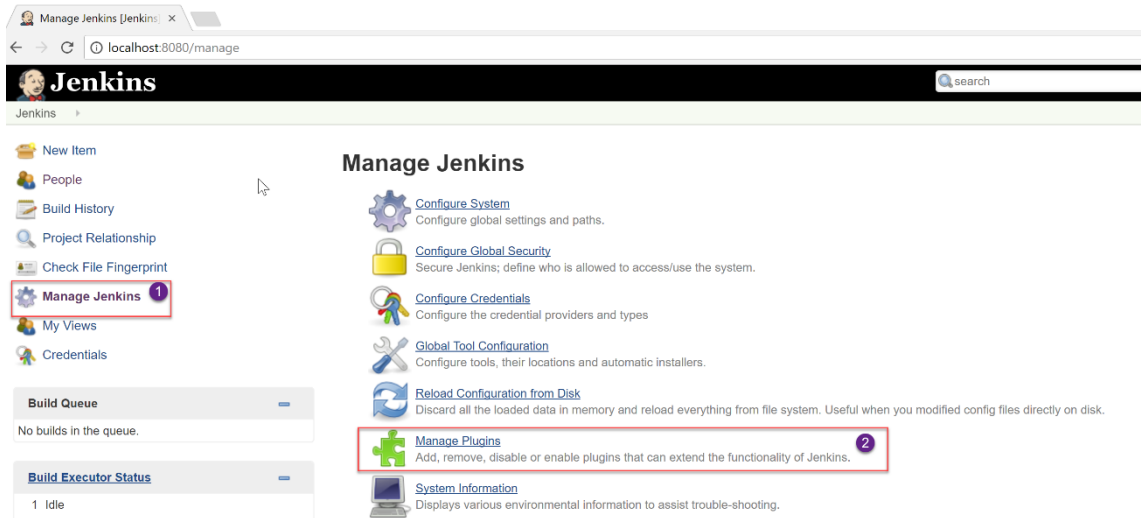 Manage Jenkins [Jenkins]
localhost:8080/manage
Jenkins
search
Jenkins
New Item
People
Build History
Project Relationship
Check File Fingerprint
Manage Jenkins 1
My Views
Credentials
Build Queue
No builds in the queue.
Build Executor Status
1 Idle
Manage Jenkins
Configure System
Configure global settings and paths.
Configure Global Security
Secure Jenkins; define who is allowed to access/use the system.
Configure Credentials
Configure the credential providers and types
Global Tool Configuration
Configure tools, their locations and automatic installers.
Reload Configuration from Disk
Discard all the loaded data in memory and reload everything from file system. Useful when you modified config files directly on disk.
Manage Plugins 2
Add, remove, disable or enable plugins that can extend the functionality of Jenkins.
System Information
Displays various environmental information to assist trouble-shooting.